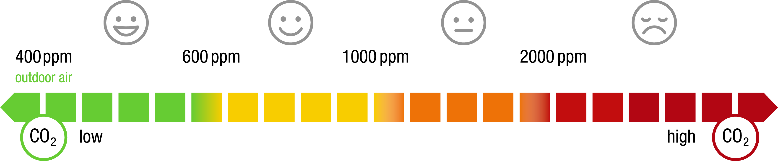 400 ppm 600 ppm 1000 ppm 2000 ppm
outdoor air
CO₂ low high CO₂